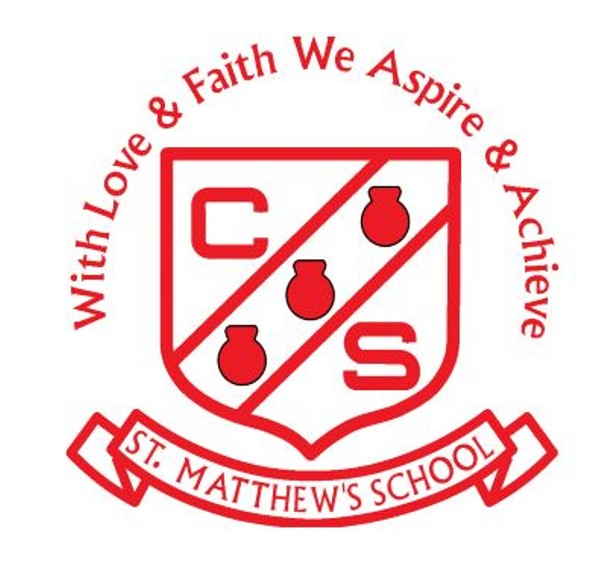 With Love & Faith We Aspire & Achieve
C
S
ST. MATTHEW'S SCHOOL